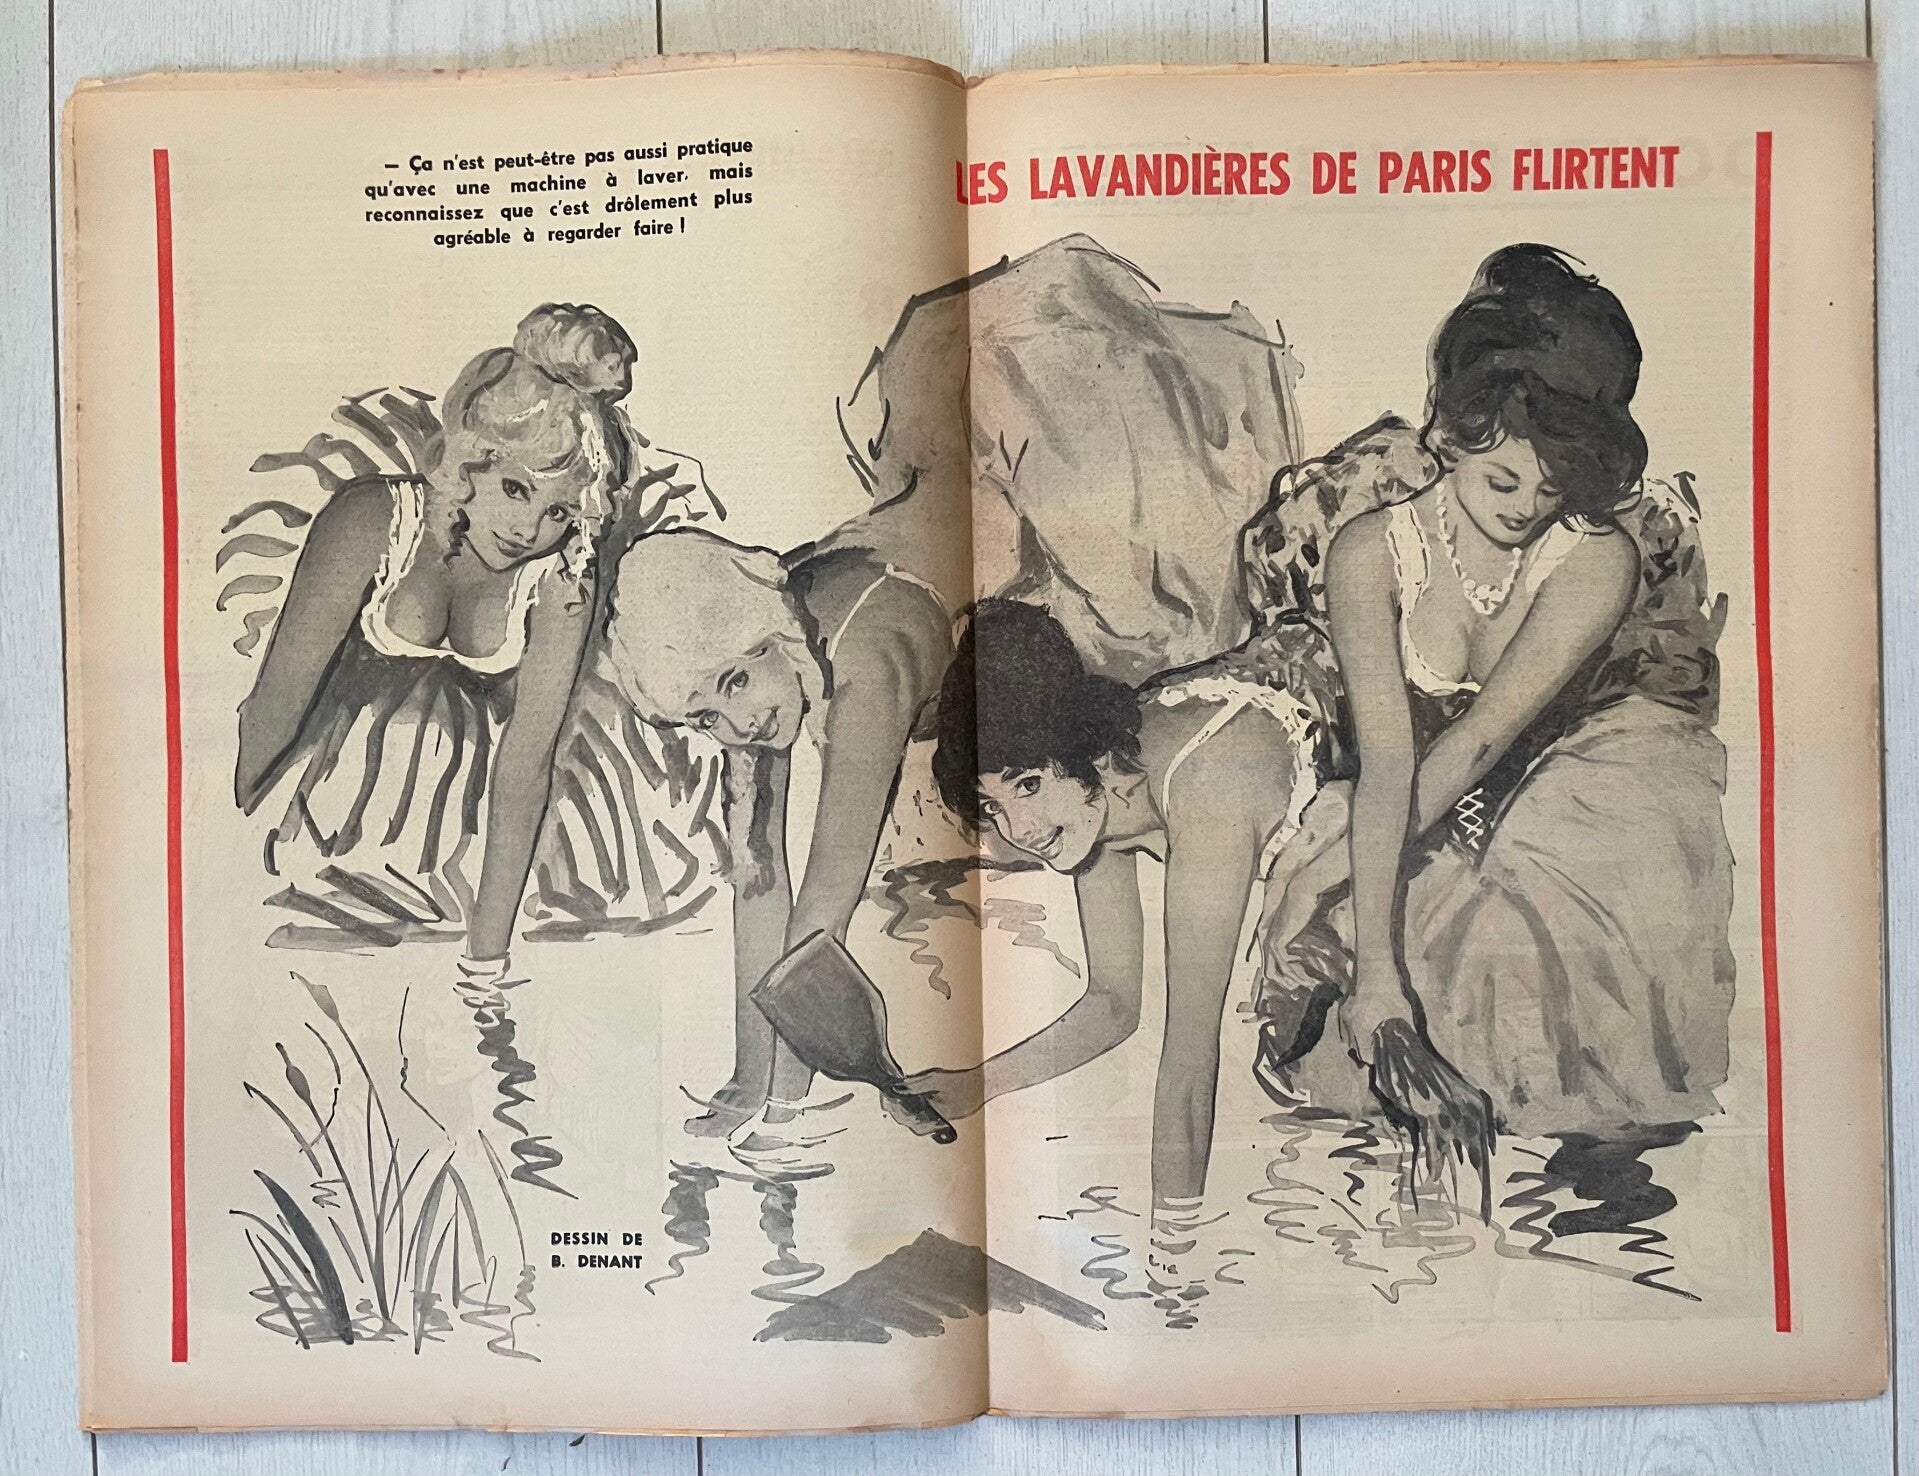 — Ça n'est peut-être pas aussi pratique
qu'avec une machine à laver, mais
reconnaissez que c'est drôlement plus
agréable à regarder faire !
LES LAVANDIÈRES DE PARIS FLIRTENT
DESSIN DE
B. DENANT